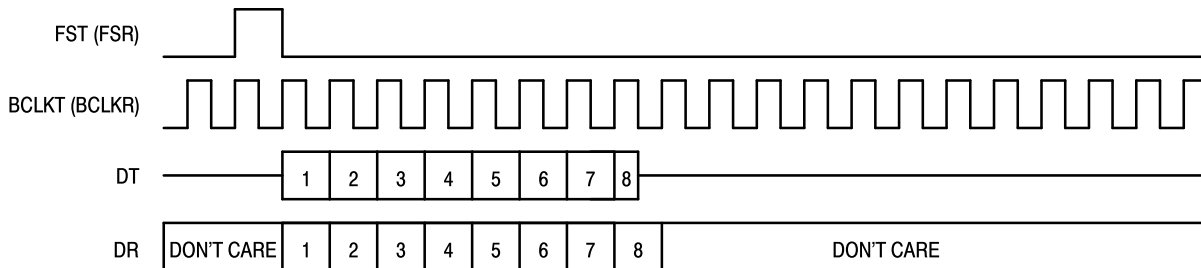 FST (FSR)
BCLKT (BCLKR)
DT 1 2 3 4 5 6 7 8
DR DON'T CARE 1 2 3 4 5 6 7 8 DON'T CARE